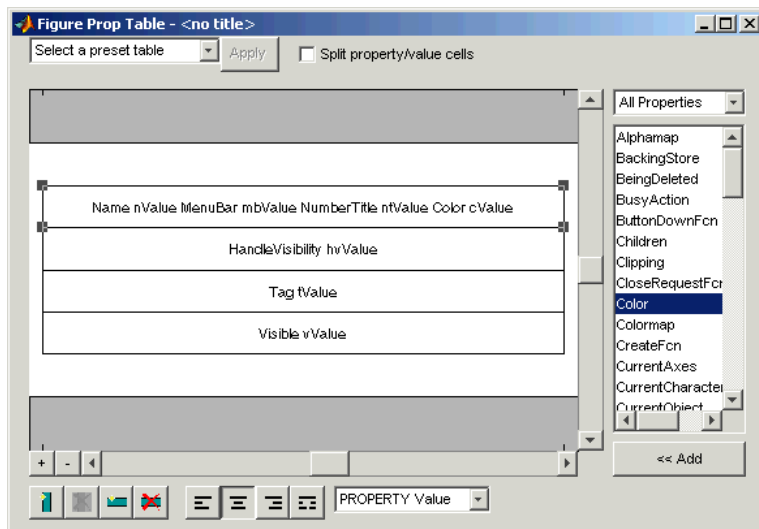 Figure Prop Table - <no title>
Select a preset table
Apply
Split property/value cells
All Properties
Name nValue MenuBar mbValue NumberTitle ntValue Color cValue
HandleVisibility hvValue
Tag tValue
Visible vValue
Alphamap
BackingStore
BeingDeleted
BusyAction
ButtonDownFcn
Children
Clipping
CloseRequestFcr
Color
Colormap
CreateFcn
CurrentAxes
CurrentCharacter
CurrentObject
+ -
<< Add
PROPERTY Value